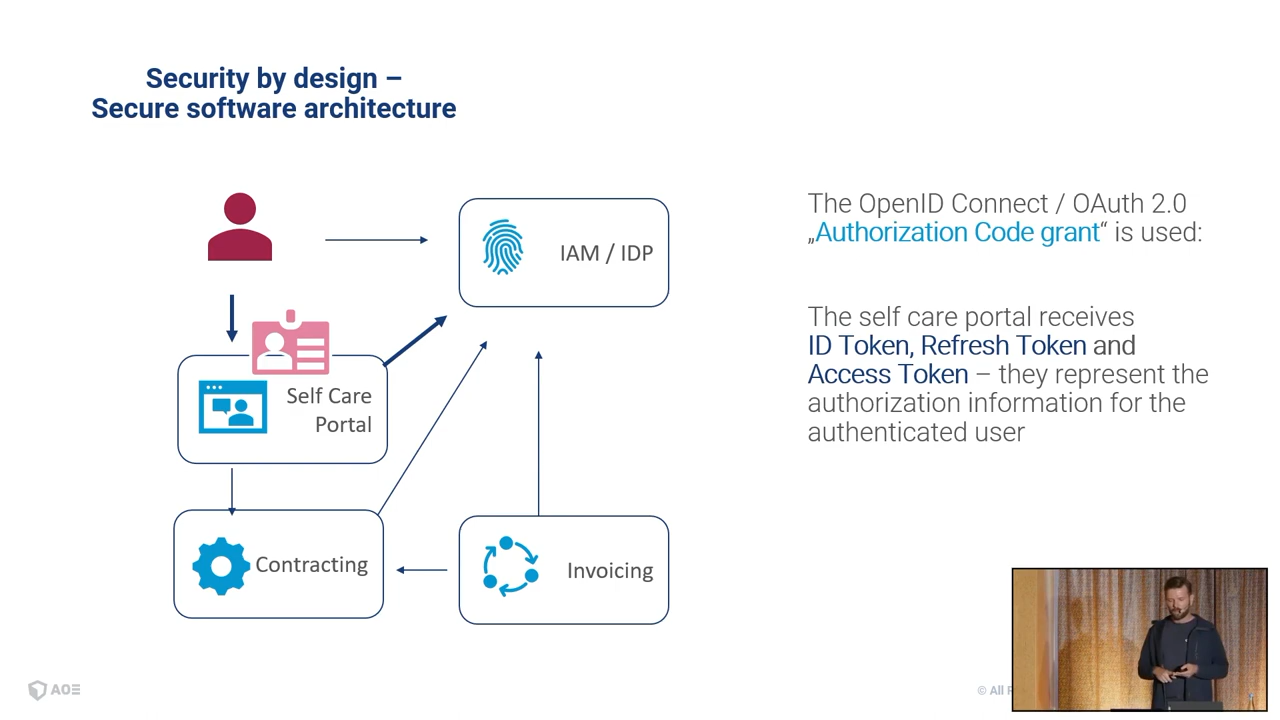 Security by design –
Secure software architecture
IAM / IDP
Self Care
Portal
Contracting
Invoicing
The OpenID Connect / OAuth 2.0
„Authorization Code grant“ is used:
The self care portal receives
ID Token, Refresh Token and
Access Token – they represent the
authorization information for the
authenticated user
AOE
© All